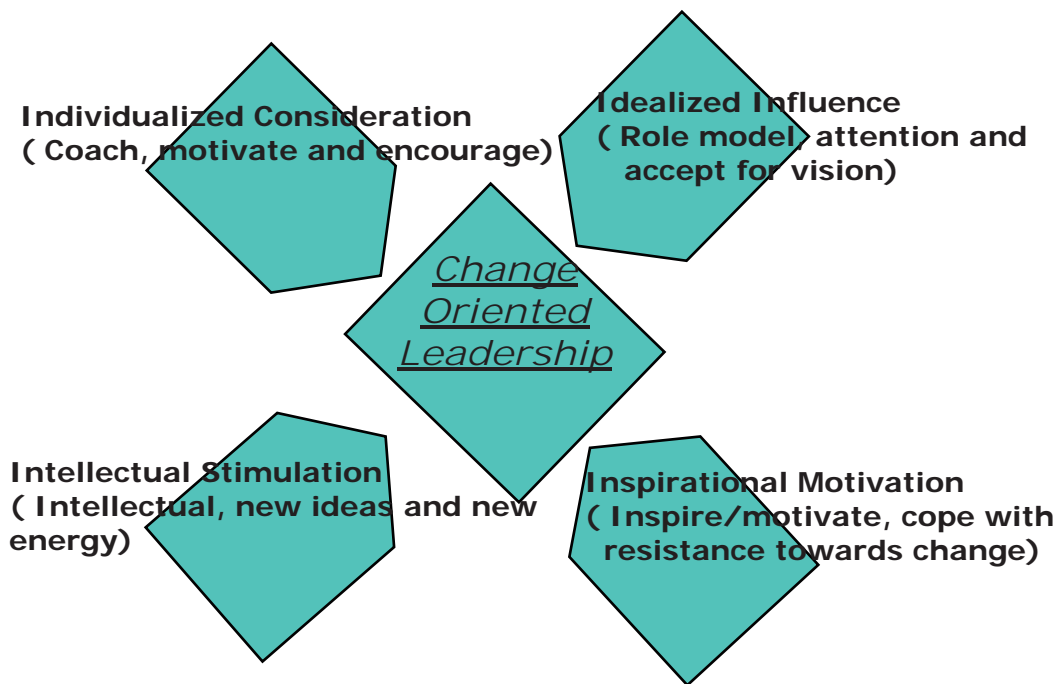 Individualized Consideration
( Coach, motivate and encourage)
Idealized Influence
( Role model, attention and
accept for vision)
Change
Oriented
Leadership
Intellectual Stimulation
( Intellectual, new ideas and new
energy)
Inspirational Motivation
( Inspire/motivate, cope with
resistance towards change)